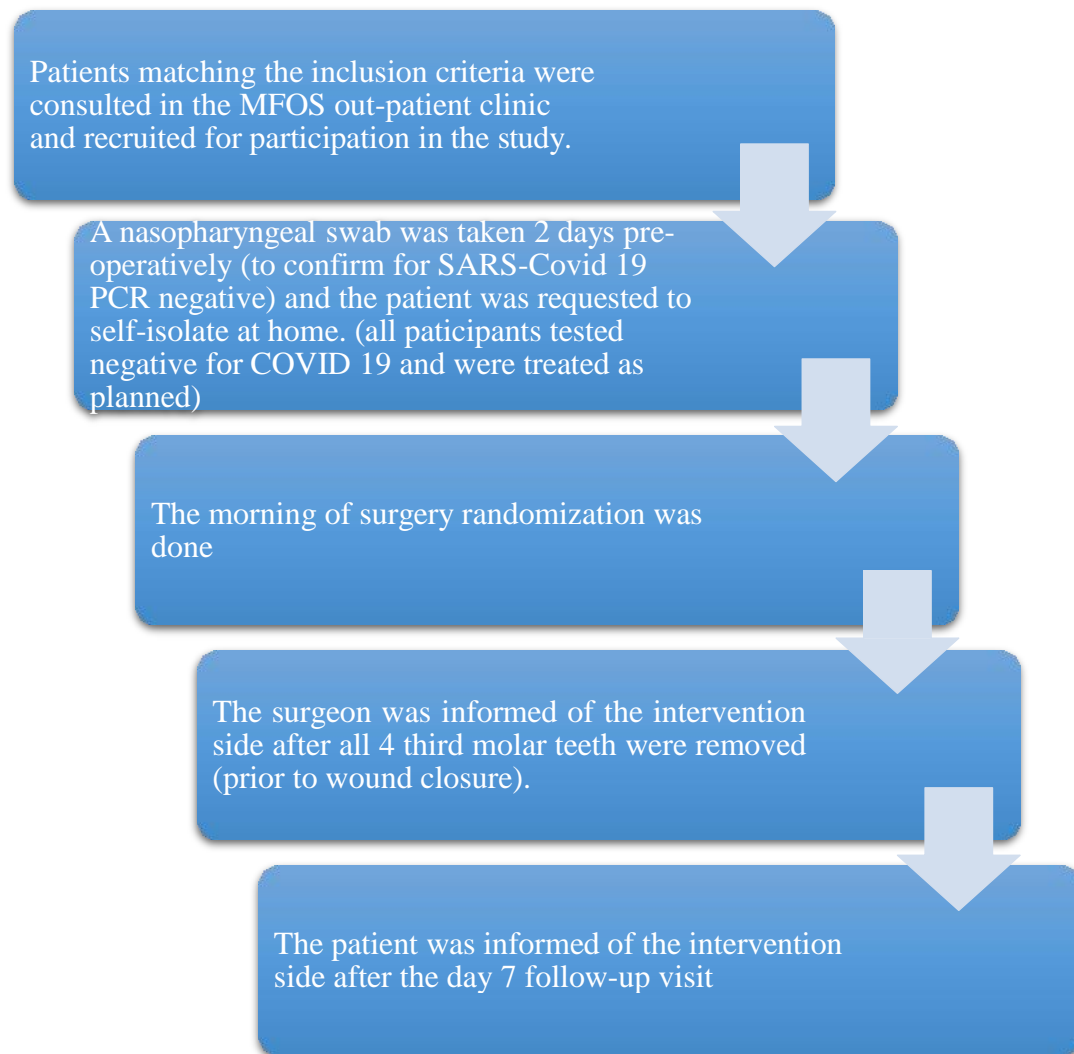 Patients matching the inclusion criteria were
consulted in the MFOS out-patient clinic
and recruited for participation in the study.
A nasopharyngeal swab was taken 2 days pre-
operatively (to confirm for SARS-Covid 19
PCR negative) and the patient was requested to
self-isolate at home. (all paticipants tested
negative for COVID 19 and were treated as
planned)
The morning of surgery randomization was
done
The surgeon was informed of the intervention
side after all 4 third molar teeth were removed
(prior to wound closure).
The patient was informed of the intervention
side after the day 7 follow-up visit